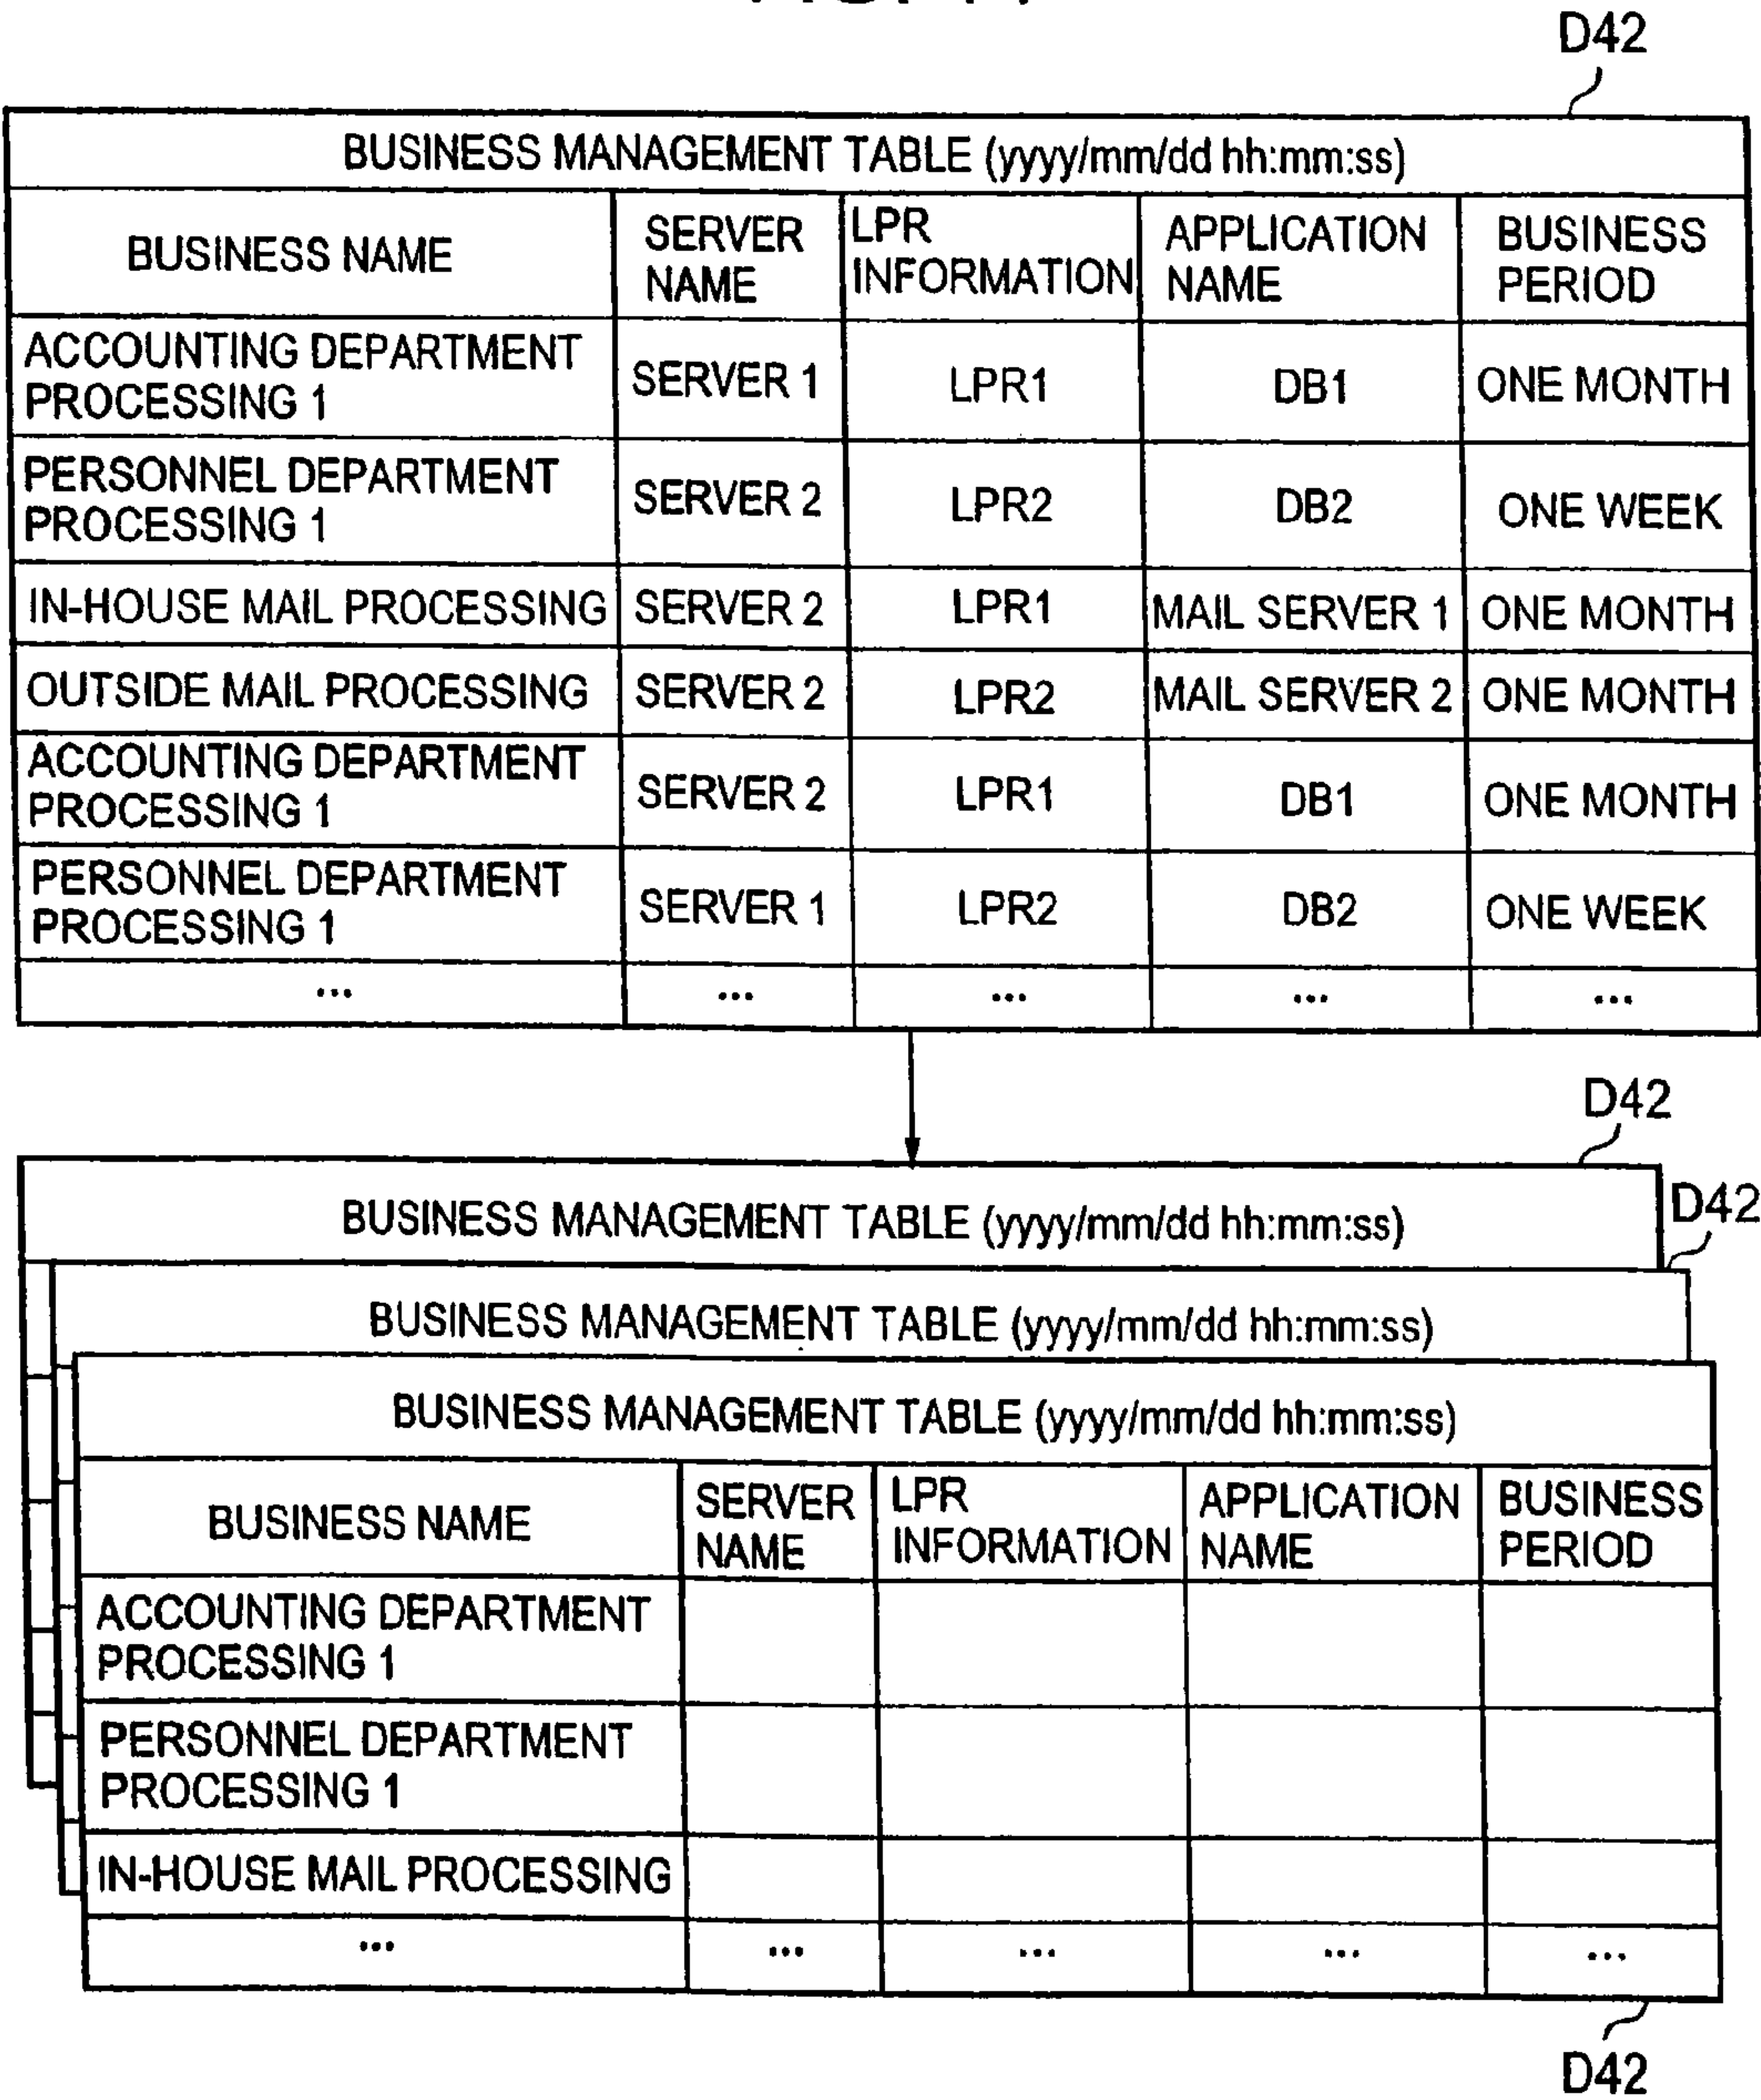 D42
BUSINESS MANAGEMENT TABLE (yyyy/mm/dd hh:mm:ss)
BUSINESS NAME SERVER NAME LPR INFORMATION APPLICATION NAME BUSINESS PERIOD
ACCOUNTING DEPARTMENT PROCESSING 1 SERVER 1 LPR1 DB1 ONE MONTH
PERSONNEL DEPARTMENT PROCESSING 1 SERVER 2 LPR2 DB2 ONE WEEK
IN-HOUSE MAIL PROCESSING SERVER 2 LPR1 MAIL SERVER 1 ONE MONTH
OUTSIDE MAIL PROCESSING SERVER 2 LPR2 MAIL SERVER 2 ONE MONTH
ACCOUNTING DEPARTMENT PROCESSING 1 SERVER 2 LPR1 DB1 ONE MONTH
PERSONNEL DEPARTMENT PROCESSING 1 SERVER 1 LPR2 DB2 ONE WEEK
... ... ... ... ...
D42
BUSINESS MANAGEMENT TABLE (yyyy/mm/dd hh:mm:ss)
D42
BUSINESS MANAGEMENT TABLE (yyyy/mm/dd hh:mm:ss)
BUSINESS MANAGEMENT TABLE (yyyy/mm/dd hh:mm:ss)
BUSINESS NAME SERVER NAME LPR INFORMATION APPLICATION NAME BUSINESS PERIOD
ACCOUNTING DEPARTMENT PROCESSING 1
PERSONNEL DEPARTMENT PROCESSING 1
IN-HOUSE MAIL PROCESSING
... ... ... ... ...
D42